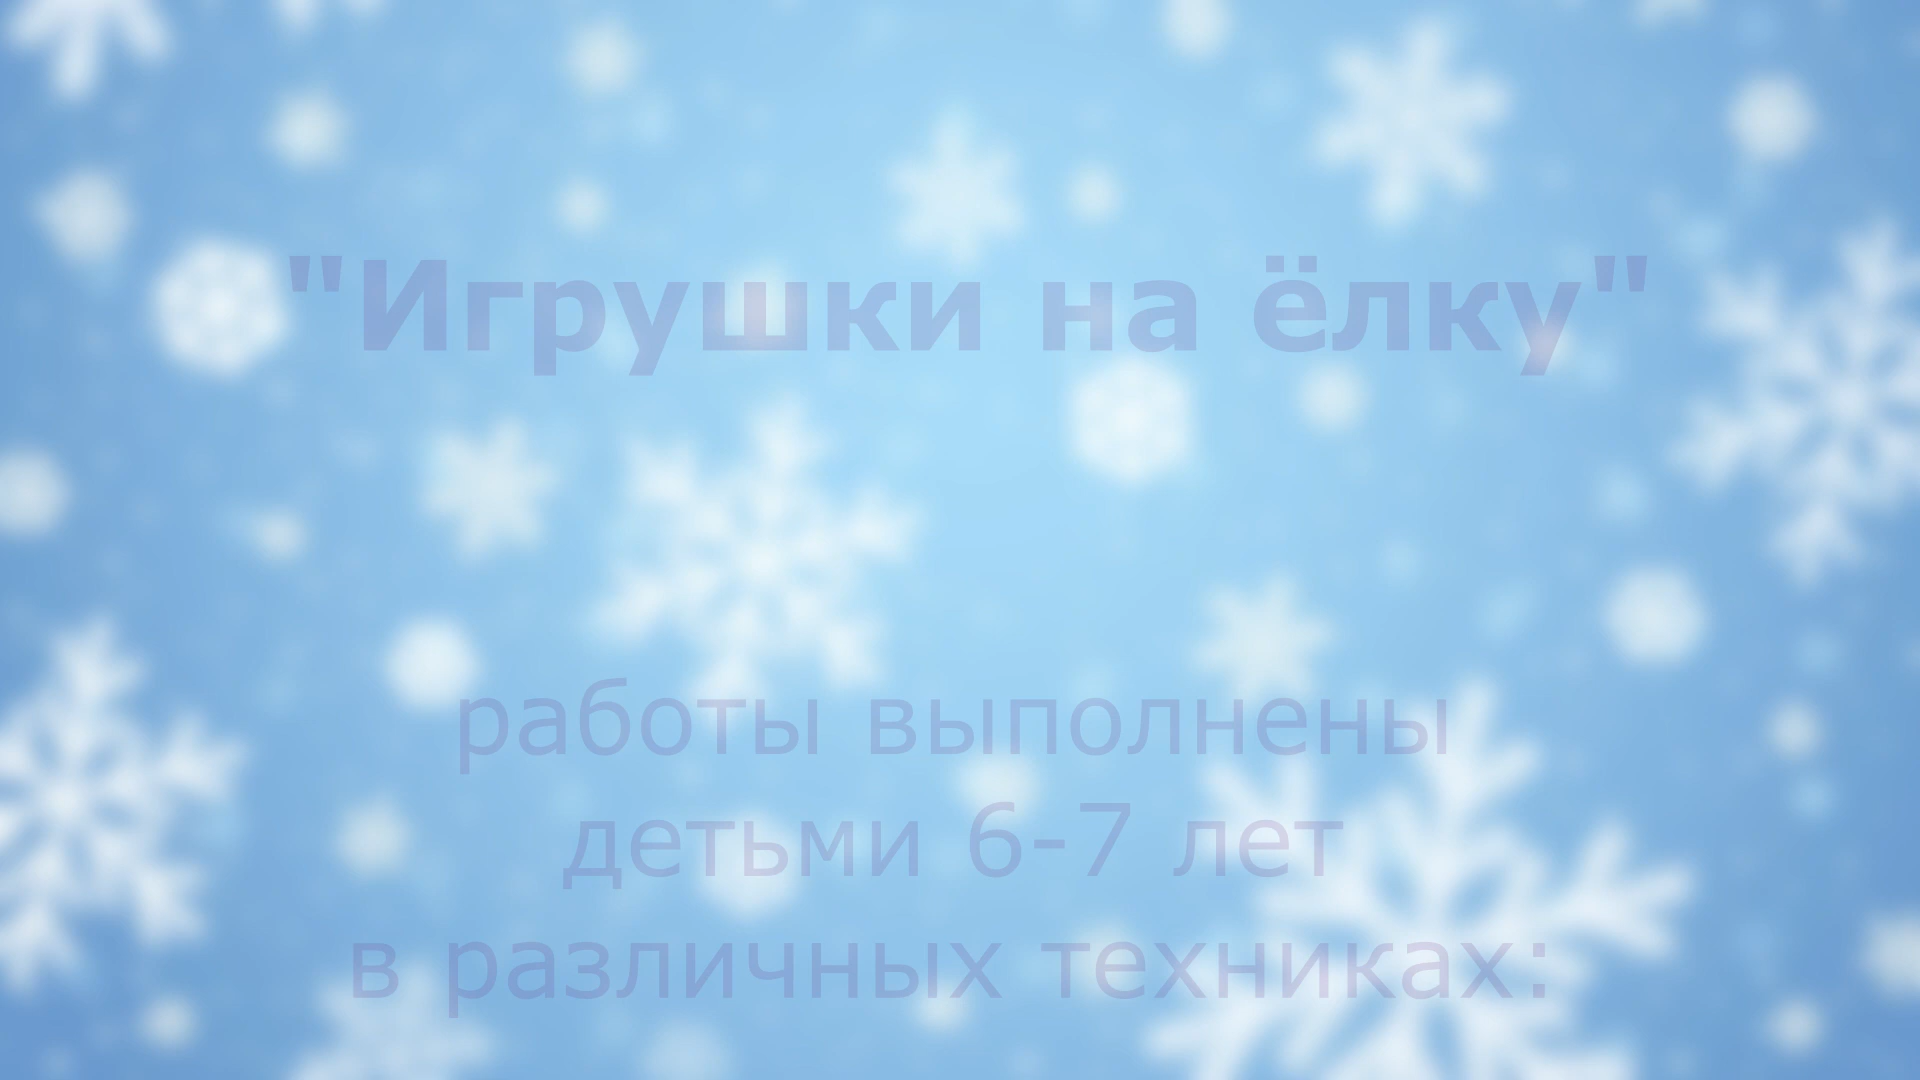 "Игрушки на ёлку"
работы выполнены
детьми 6-7 лет
в различных техниках: